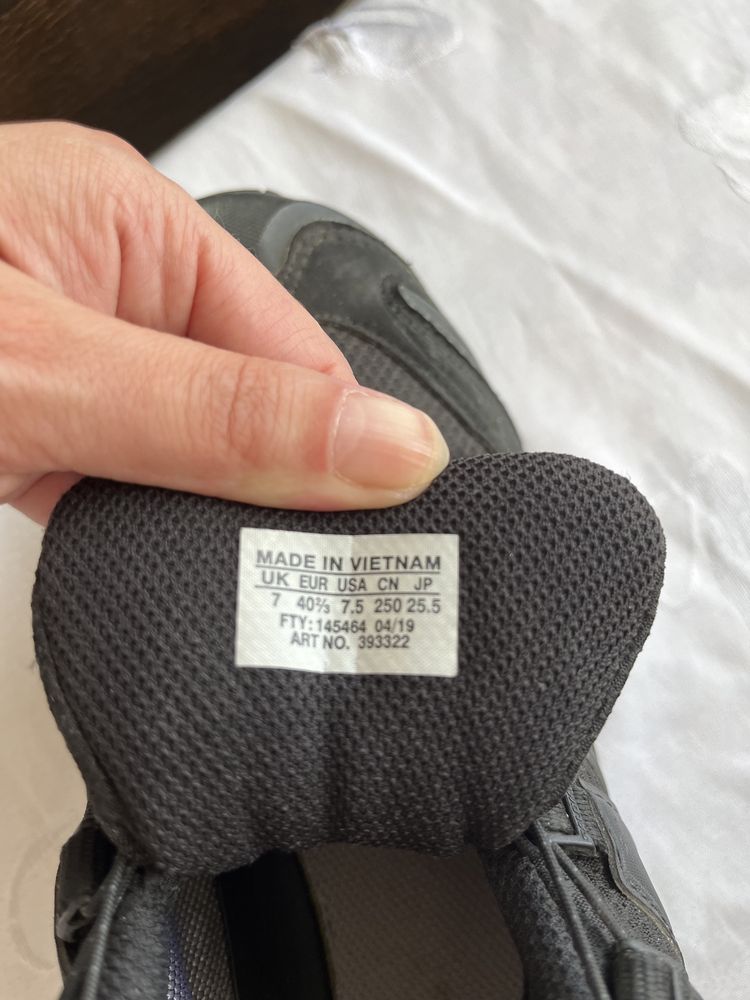 MADE IN VIETNAM
UK EUR USA CN JP
7 40⅔ 7.5 250 25.5
FTY: 145464 04/19
ART NO. 393322